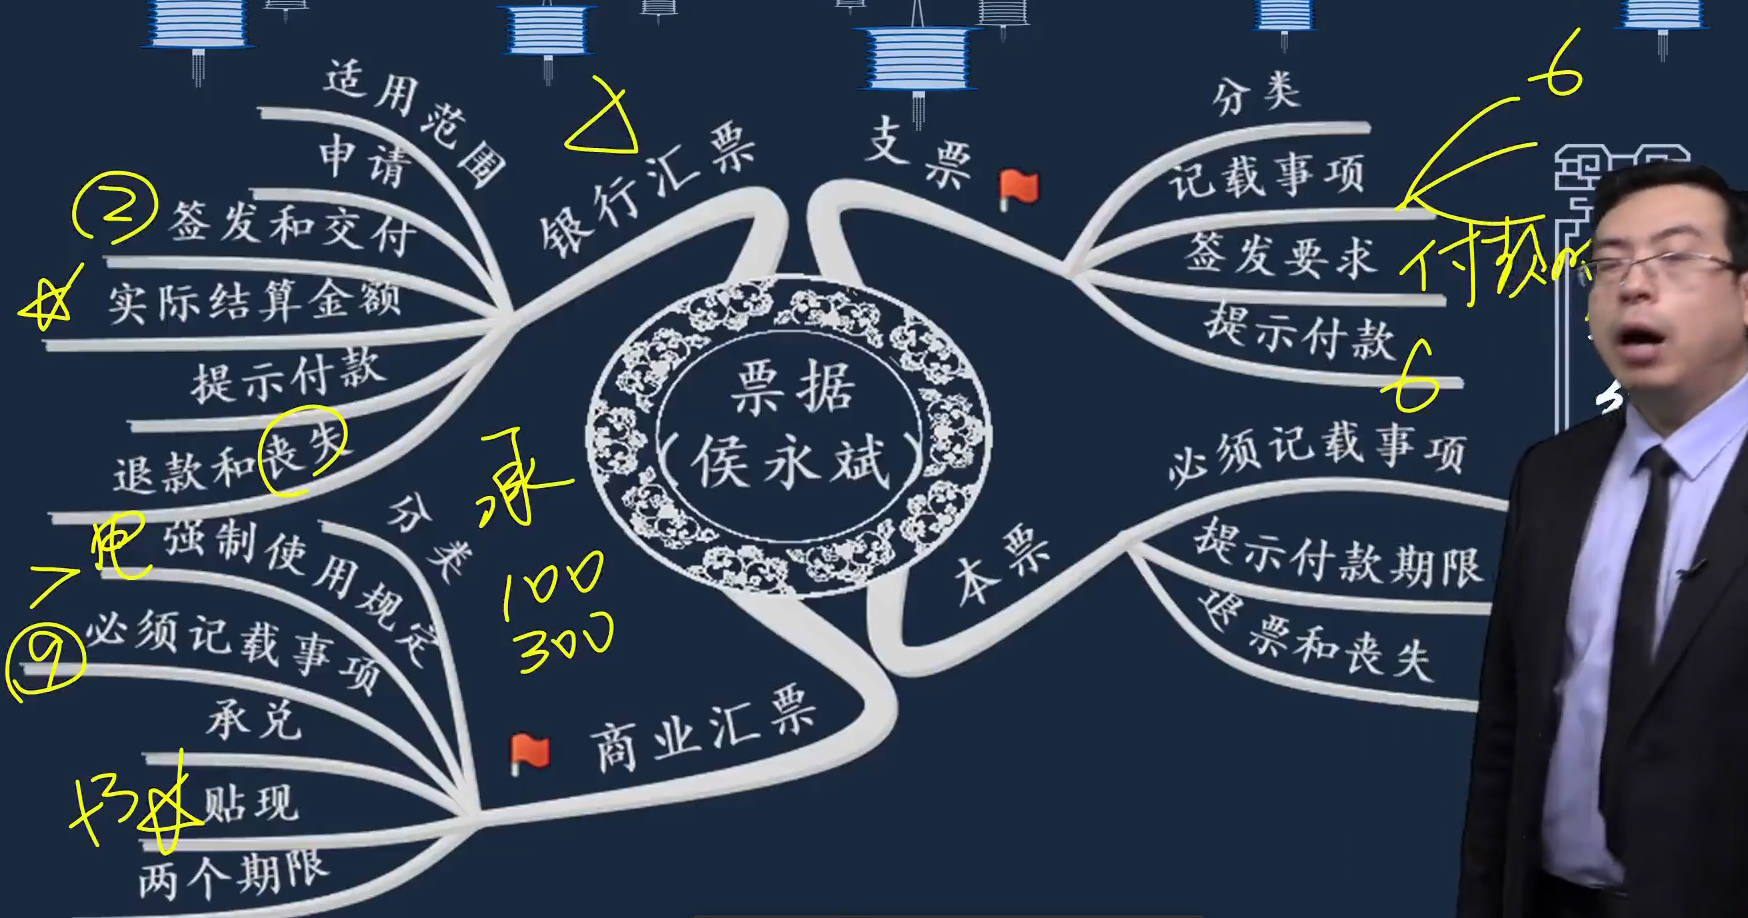 票据
(侯永斌)
银行汇票
适用范围
申请
② 签发和交付
实际结算金额
提示付款
退款和丧失
支票
分类
记载事项
6
签发要求
付款
提示付款
6
商业汇票
分类
电 强制使用规定
9 必须记载事项
承兑
+3 贴现
两个期限
承
100
300
本票
必须记载事项
提示付款期限
退票和丧失